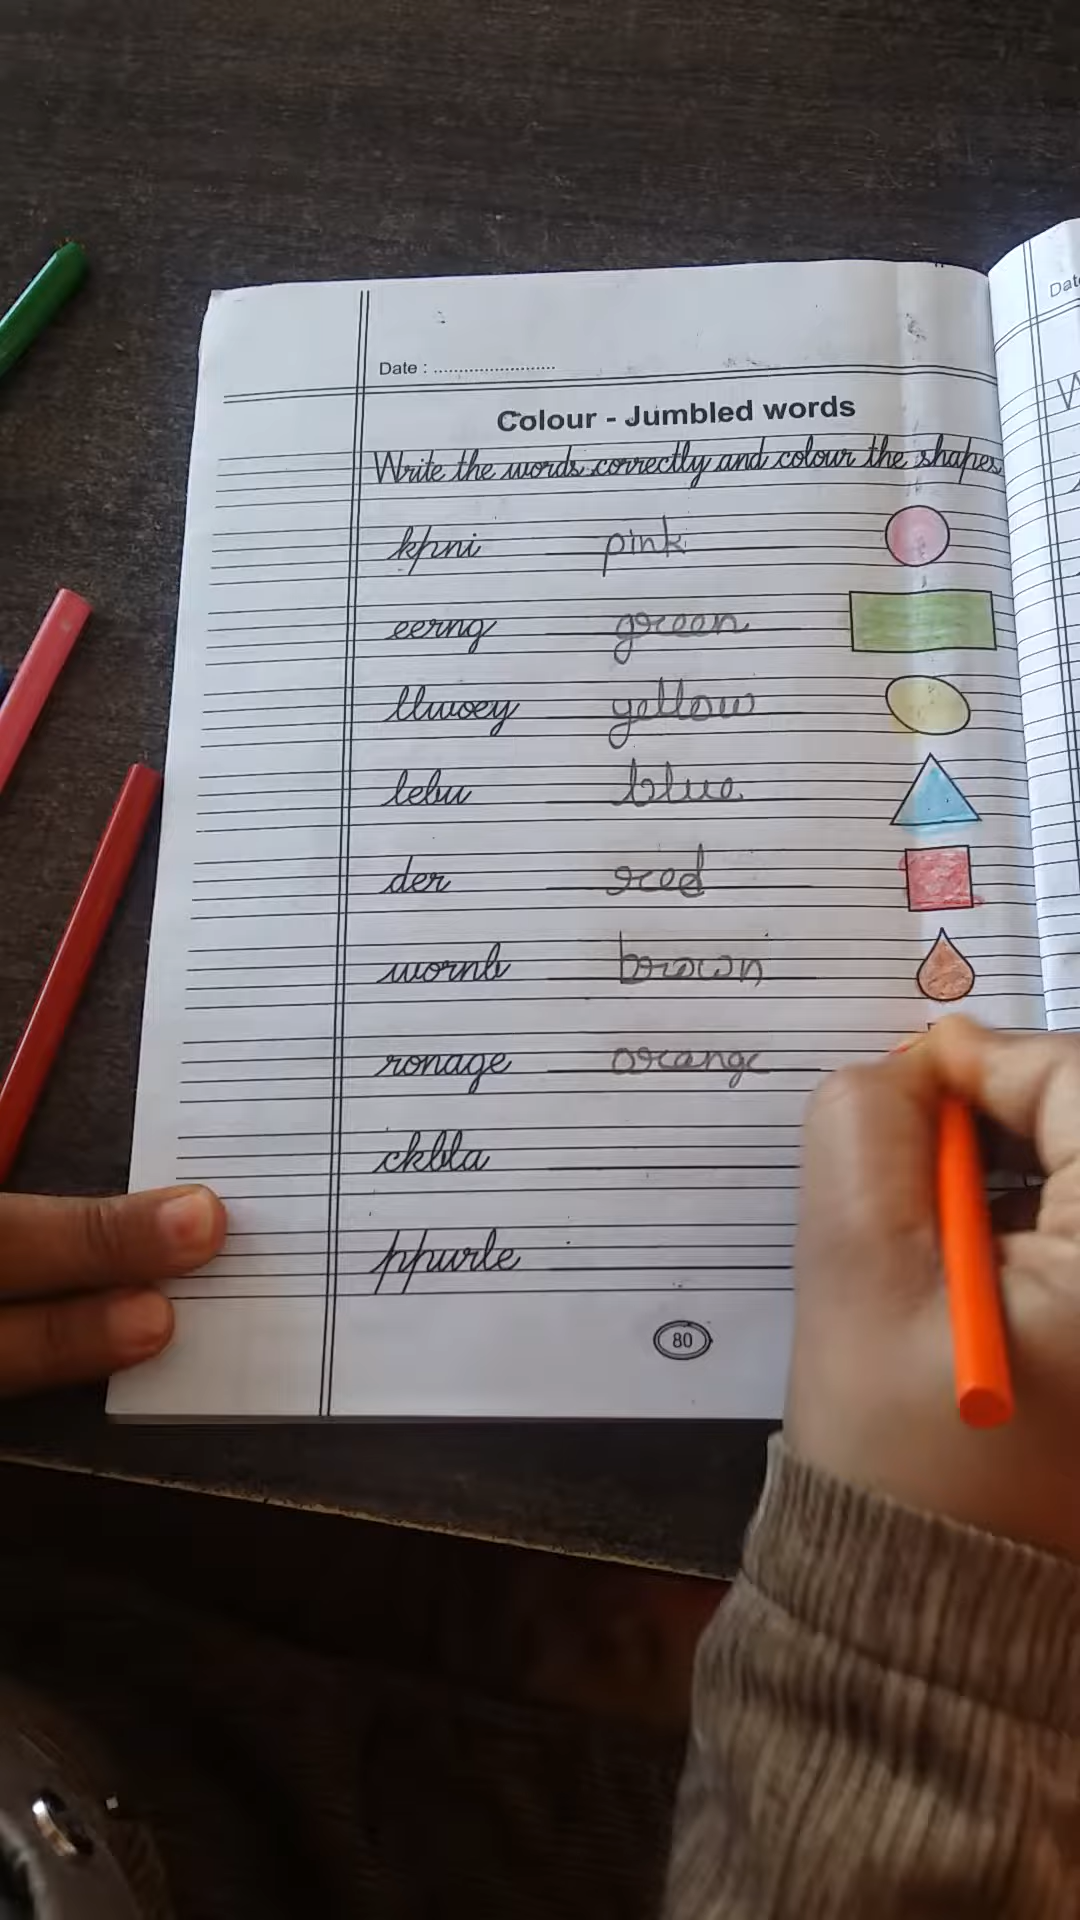 Date : ........................
Colour - Jumbled words
Write the words correctly and colour the shapes
kpni pink
eerng green
llwoey yellow
lebu blue
der red
wornb brown
ronage orange
ckbla
ppurle
80
Date
W